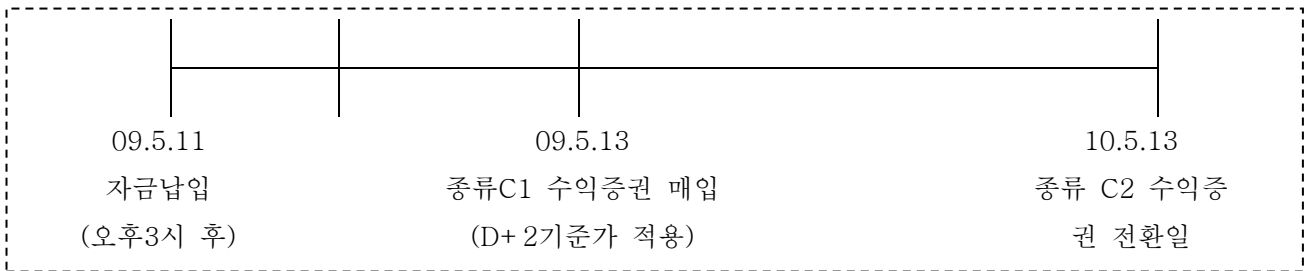 09.5.11 09.5.13 10.5.13
자금납입 종류C1 수익증권 매입 종류 C2 수익증
(오후3시 후) (D+2기준가 적용) 권 전환일